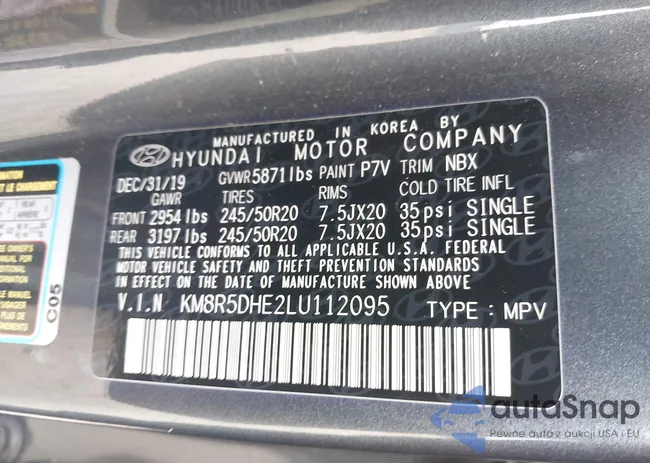 MANUFACTURED IN KOREA BY
HYUNDAI MOTOR COMPANY
DEC/31/19 GVWR 5871lbs PAINT P7V TRIM NBX
GAWR TIRES RIMS COLD TIRE INFL
FRONT 2954 lbs 245/50R20 7.5JX20 35psi SINGLE
REAR 3197 lbs 245/50R20 7.5JX20 35psi SINGLE
THIS VEHICLE CONFORMS TO ALL APPLICABLE U.S.A. FEDERAL
MOTOR VEHICLE SAFETY AND THEFT PREVENTION STANDARDS
IN EFFECT ON THE DATE OF MANUFACTURE SHOWN ABOVE.
V.I.N KM8R5DHE2LU112095 TYPE : MPV
C05
autoSnap
Pewne auto z aukcji USA i EU